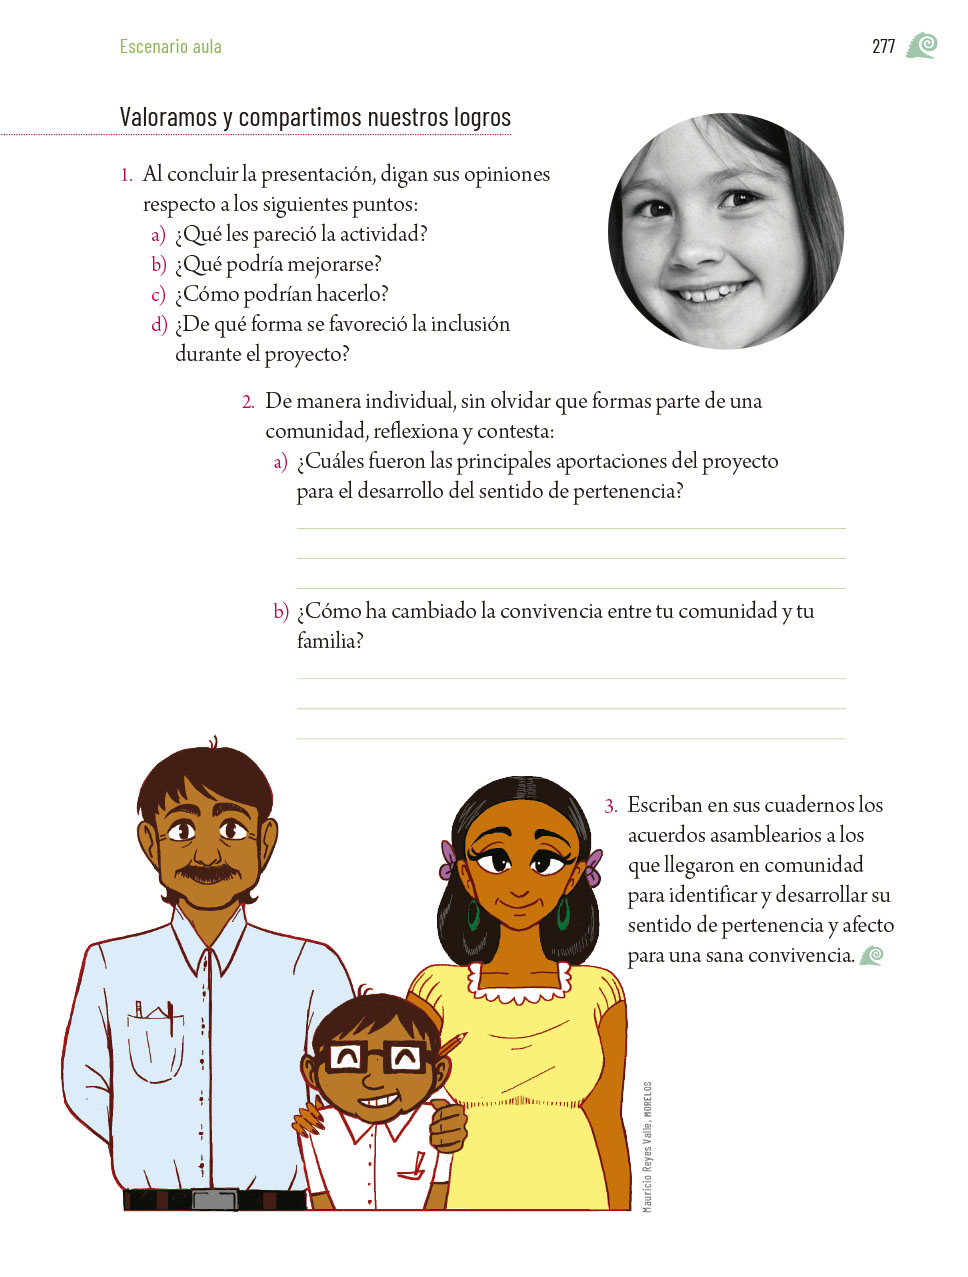 Escenario aula
277
Valoramos y compartimos nuestros logros
1. Al concluir la presentación, digan sus opiniones
respecto a los siguientes puntos:
a) ¿Qué les pareció la actividad?
b) ¿Qué podría mejorarse?
c) ¿Cómo podrían hacerlo?
d) ¿De qué forma se favoreció la inclusión
durante el proyecto?
2. De manera individual, sin olvidar que formas parte de una
comunidad, reflexiona y contesta:
a) ¿Cuáles fueron las principales aportaciones del proyecto
para el desarrollo del sentido de pertenencia?
b) ¿Cómo ha cambiado la convivencia entre tu comunidad y tu
familia?
3. Escriban en sus cuadernos los
acuerdos asamblearios a los
que llegaron en comunidad
para identificar y desarrollar su
sentido de pertenencia y afecto
para una sana convivencia.
Mauricio Reyes Valle, MORELOS